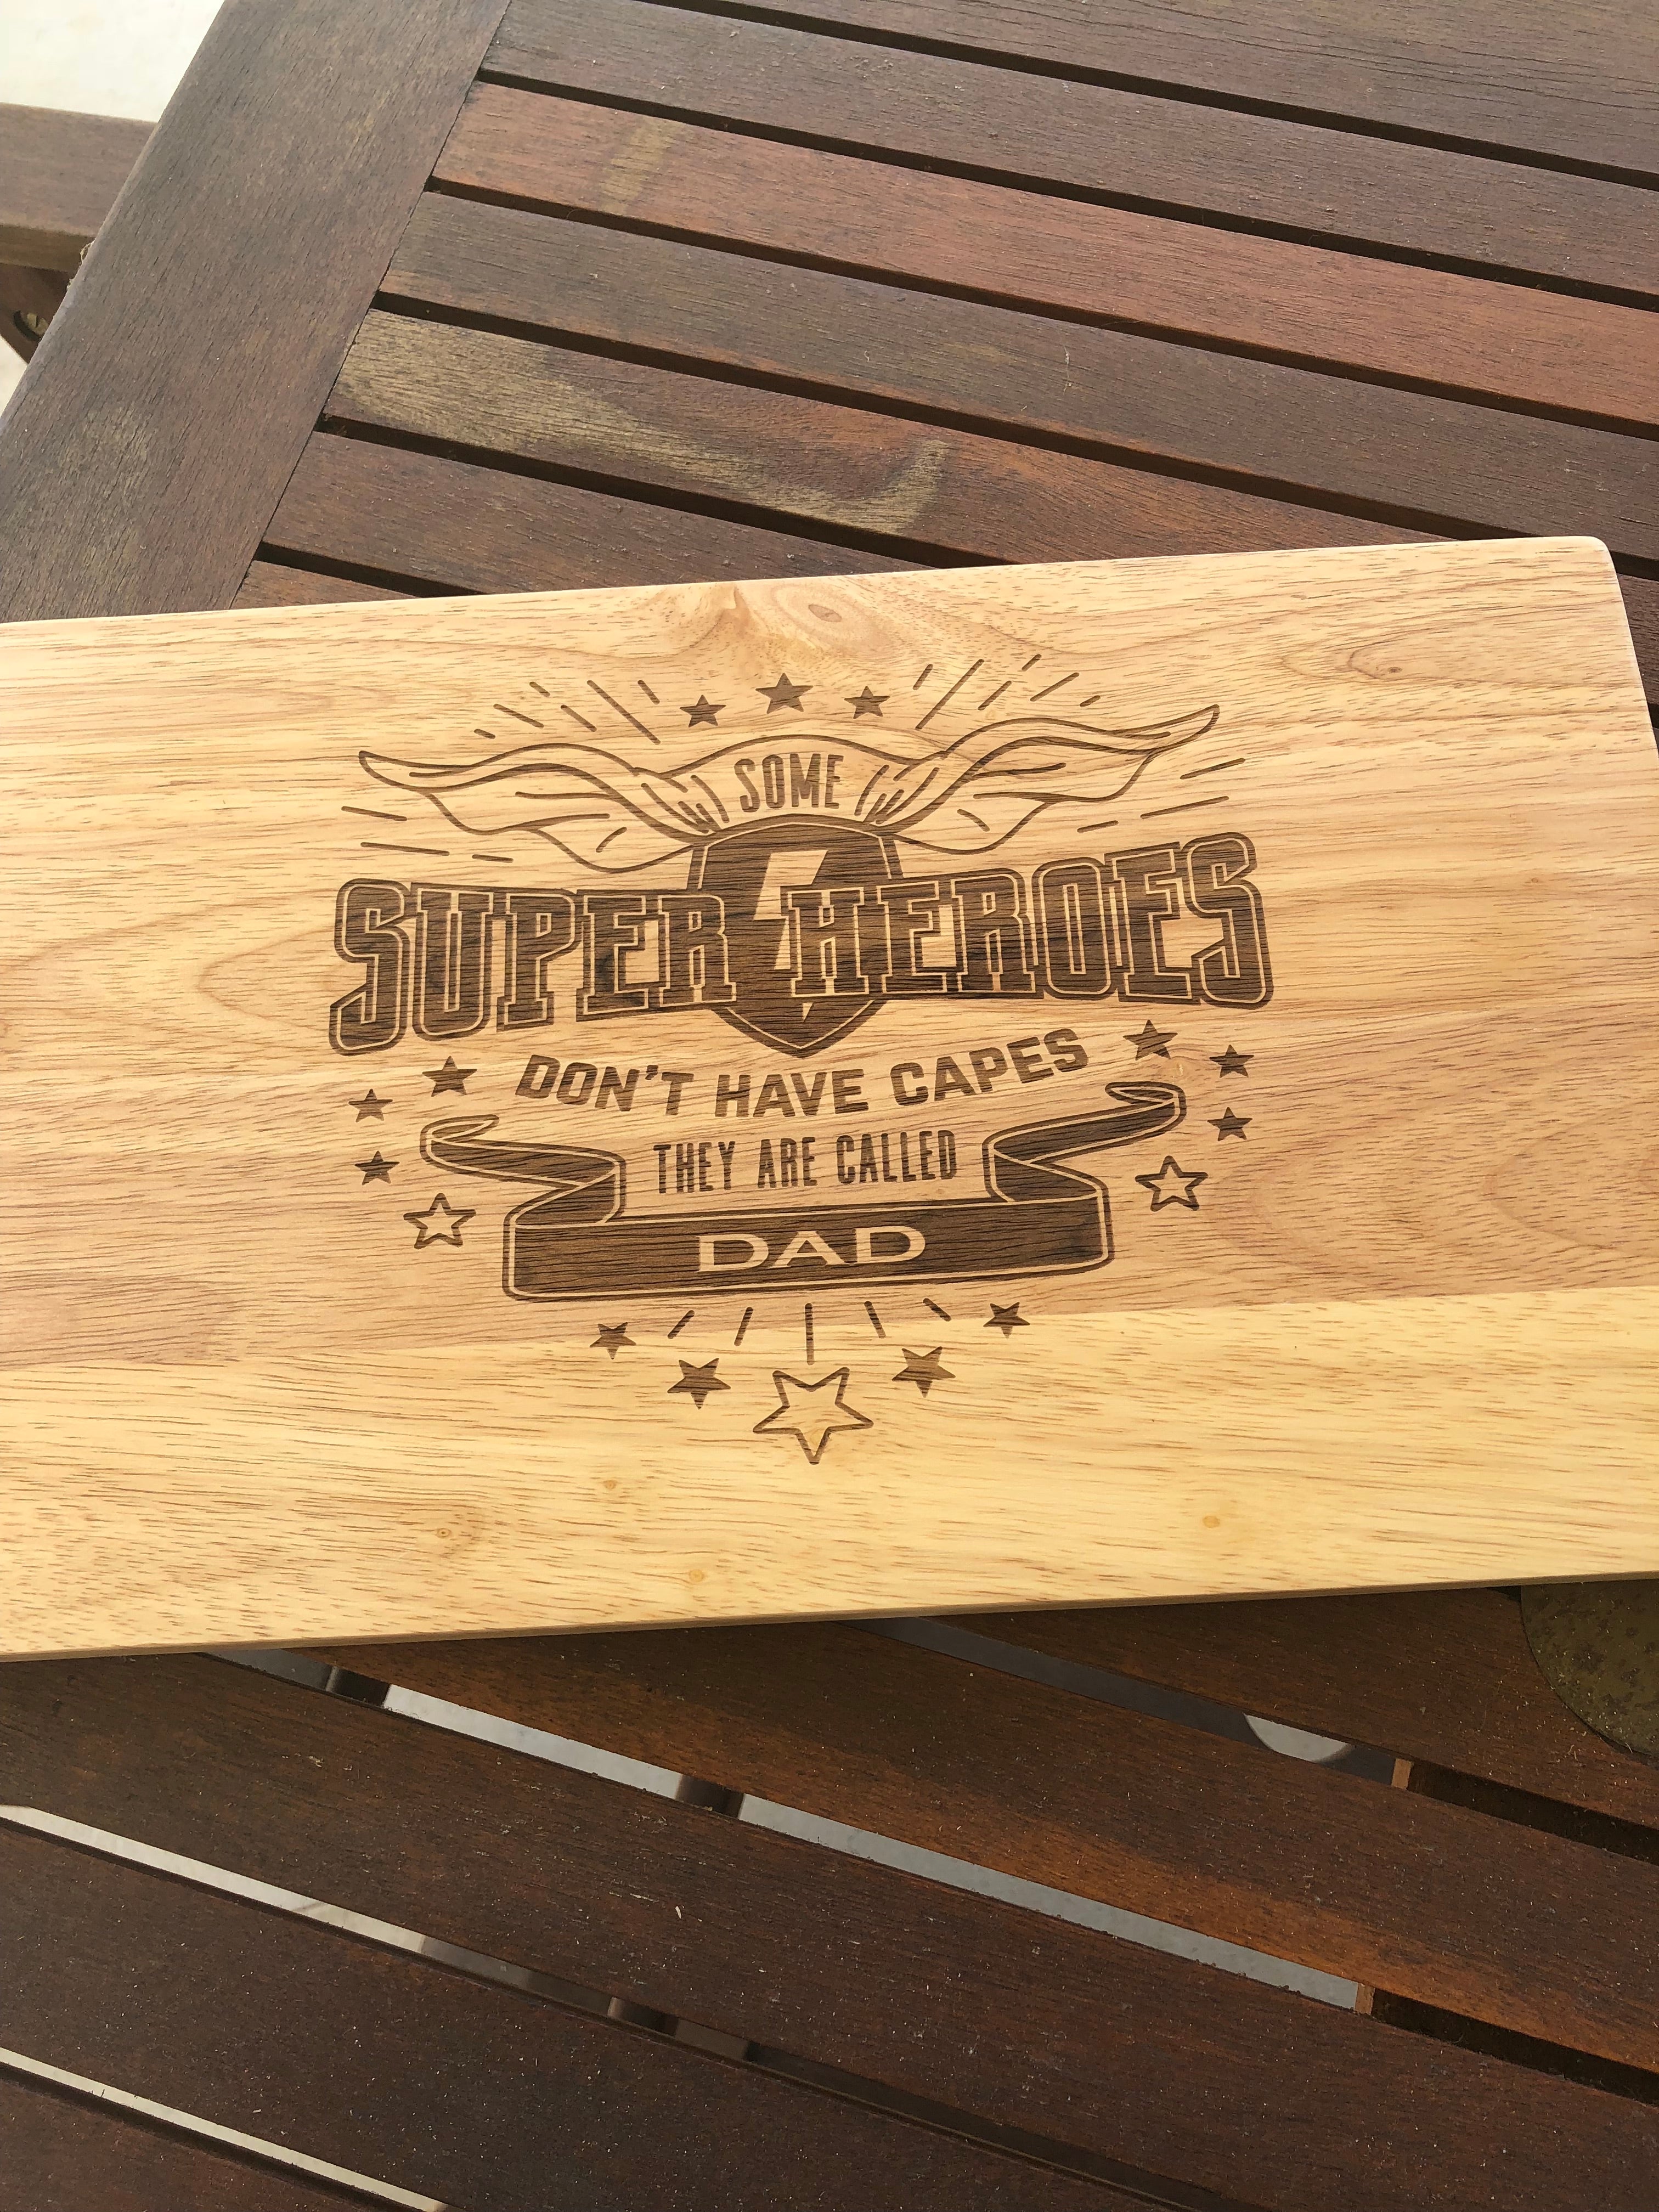 SOME
SUPER HEROES
DON'T HAVE CAPES
THEY ARE CALLED
DAD